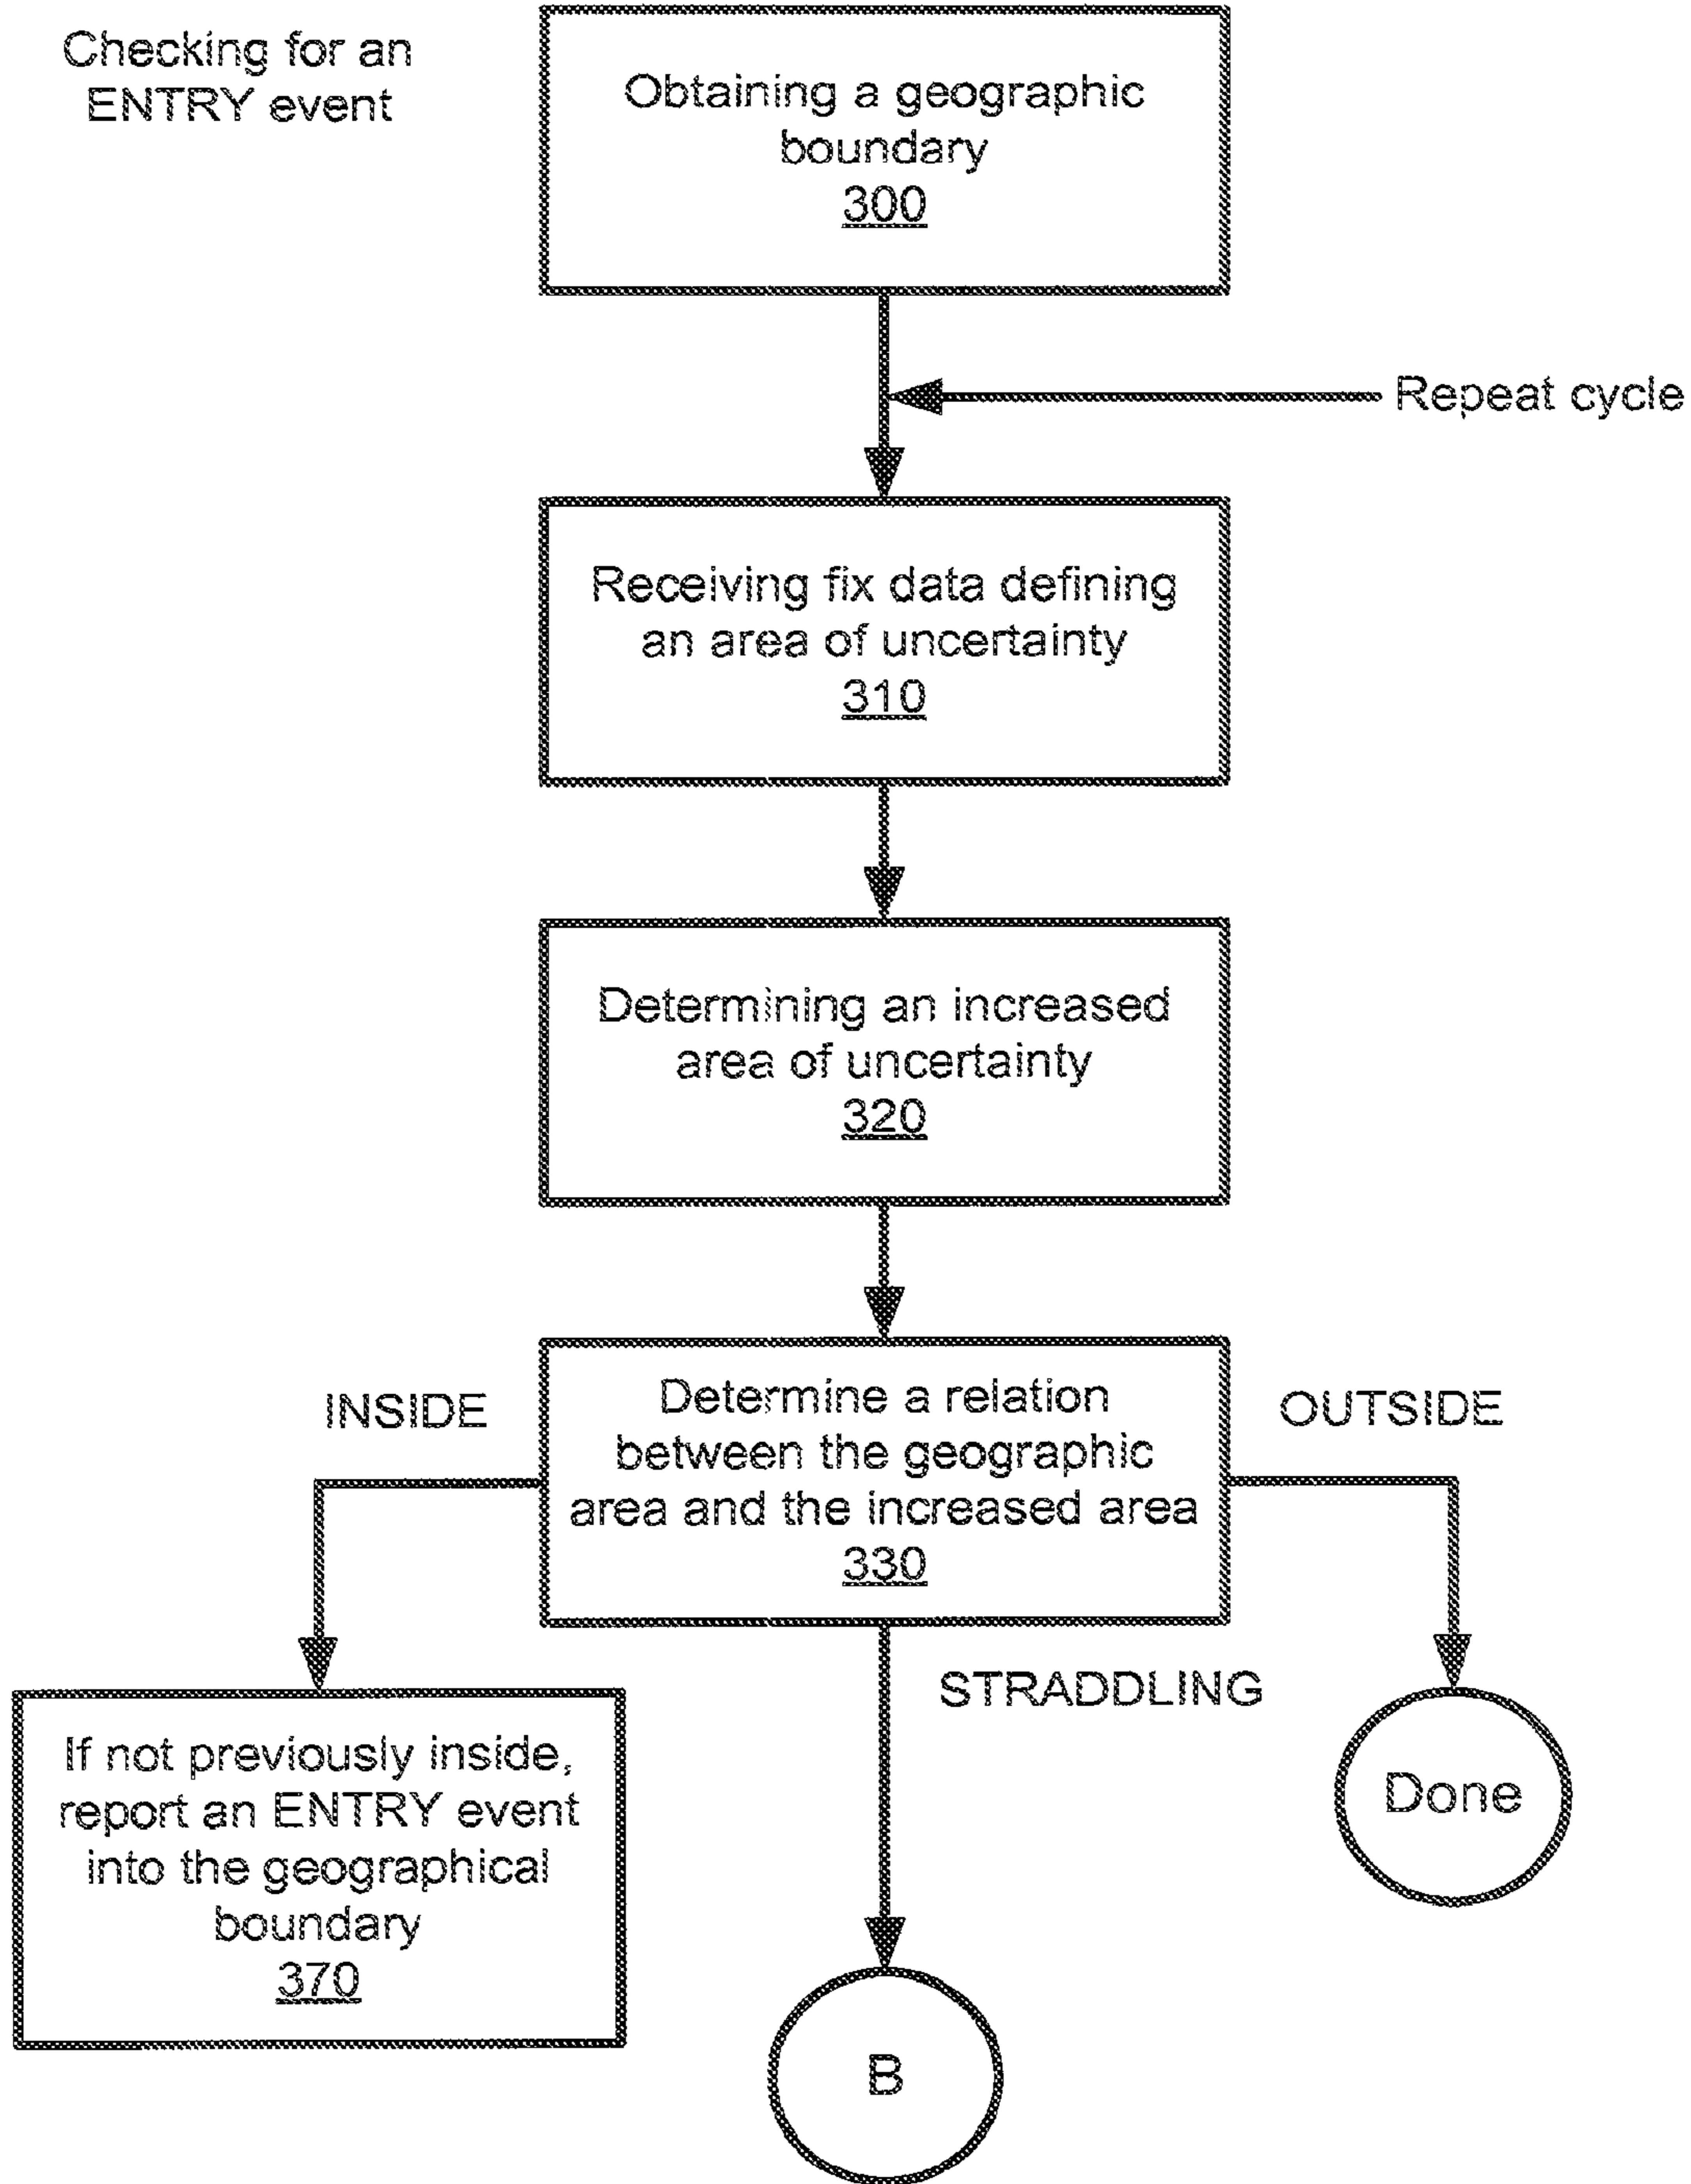 Checking for an
ENTRY event
Obtaining a geographic
boundary
300
Repeat cycle
Receiving fix data defining
an area of uncertainty
310
Determining an increased
area of uncertainty
320
INSIDE
Determine a relation
between the geographic
area and the increased area
330
OUTSIDE
STRADDLING
If not previously inside,
report an ENTRY event
into the geographical
boundary
370
Done
B